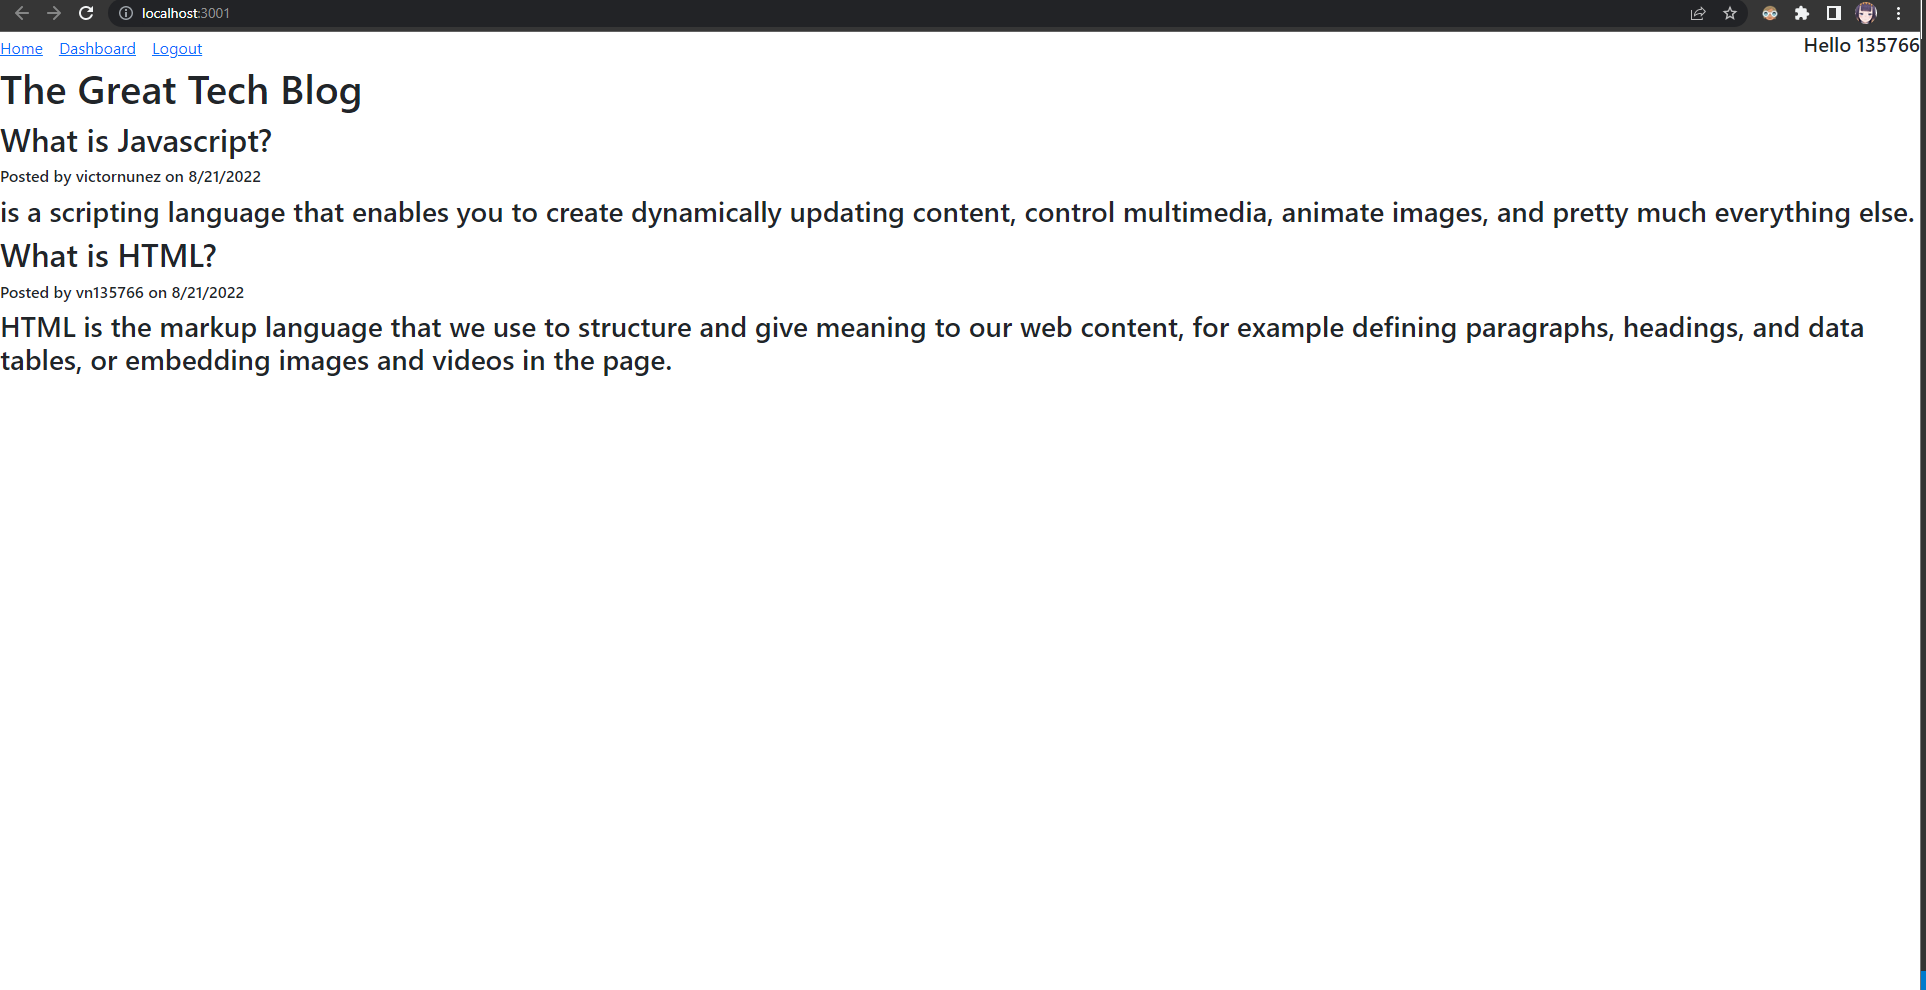 localhost:3001
Home Dashboard Logout Hello 135766
The Great Tech Blog
What is Javascript?
Posted by victornunez on 8/21/2022
is a scripting language that enables you to create dynamically updating content, control multimedia, animate images, and pretty much everything else.
What is HTML?
Posted by vn135766 on 8/21/2022
HTML is the markup language that we use to structure and give meaning to our web content, for example defining paragraphs, headings, and data
tables, or embedding images and videos in the page.